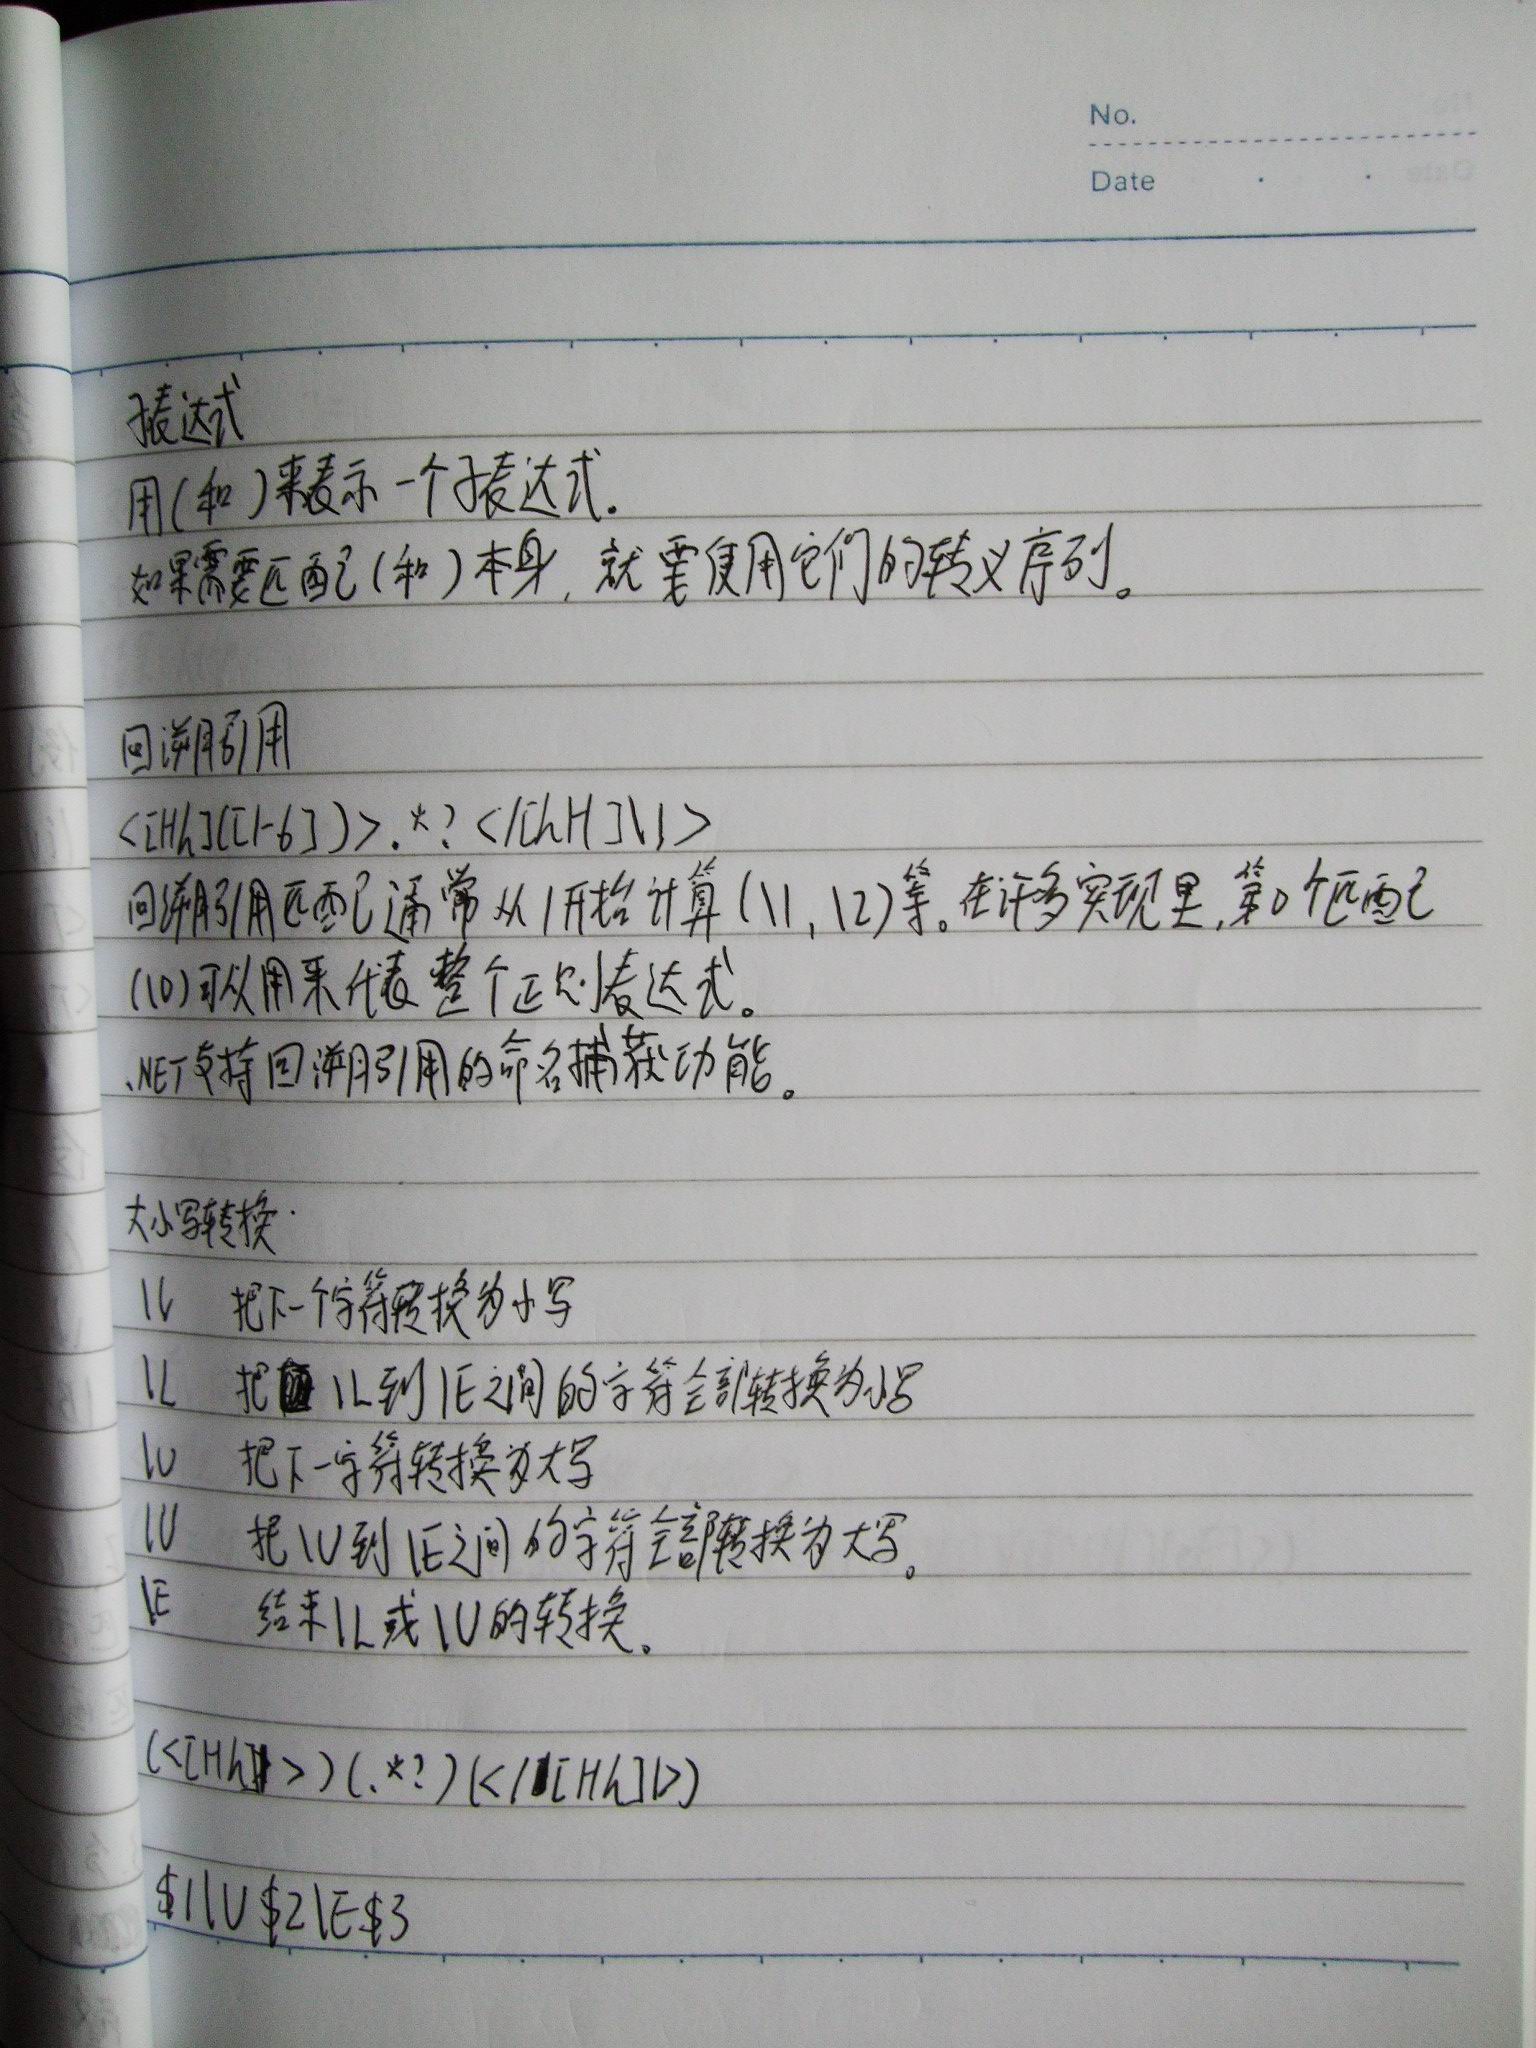 No.
Date
子表达式
用(和)来表示一个子表达式.
如果需要匹配(和)本身,就要使用它们的转义序列。
回溯引用
<[Hh]([1-6])>.*?</[hH]\1>
回溯引用匹配通常从1开始计算(\1,\2)等。在许多实现里,第0个匹配
(\0)可以用来代表整个正则表达式。
.NET支持回溯引用的命名捕获功能。
大小写转换.
\l 把下一个字符转换为小写
\L 把 \L到\E之间的字符全部转换为小写
\u 把下一字符转换为大写
\U 把\U到\E之间的字符全部转换为大写。
\E 结束\L或\U的转换。
(<[Hh]1>)(.*?)(</[Hh]1>)
$1\U$2\E$3